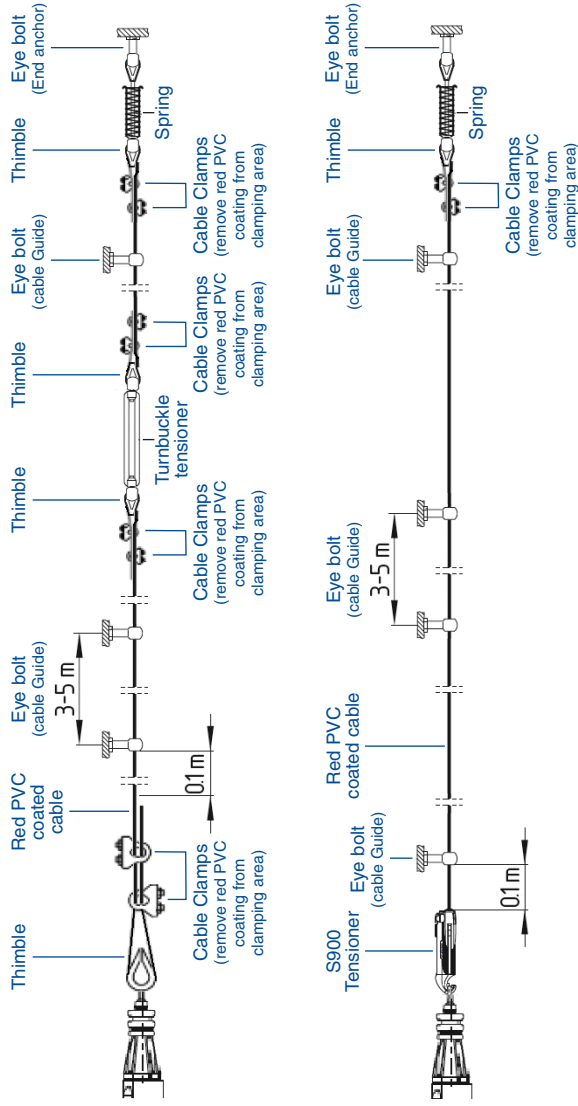 Thimble
Red PVC
coated
cable
Eye bolt
(cable Guide)
Thimble
Thimble
Eye bolt
(cable Guide)
Thimble
Eye bolt
(End anchor)
3-5 m
0.1 m
Cable Clamps
(remove red PVC
coating from
clamping area)
Cable Clamps
(remove red PVC
coating from
clamping area)
Turnbuckle
tensioner
Cable Clamps
(remove red PVC
coating from
clamping area)
Cable Clamps
(remove red PVC
coating from
clamping area)
Spring
S900
Tensioner
Eye bolt
(cable Guide)
Red PVC
coated cable
Eye bolt
(cable Guide)
Eye bolt
(cable Guide)
Thimble
Eye bolt
(End anchor)
3-5 m
0.1 m
Cable Clamps
(remove red PVC
coating from
clamping area)
Spring